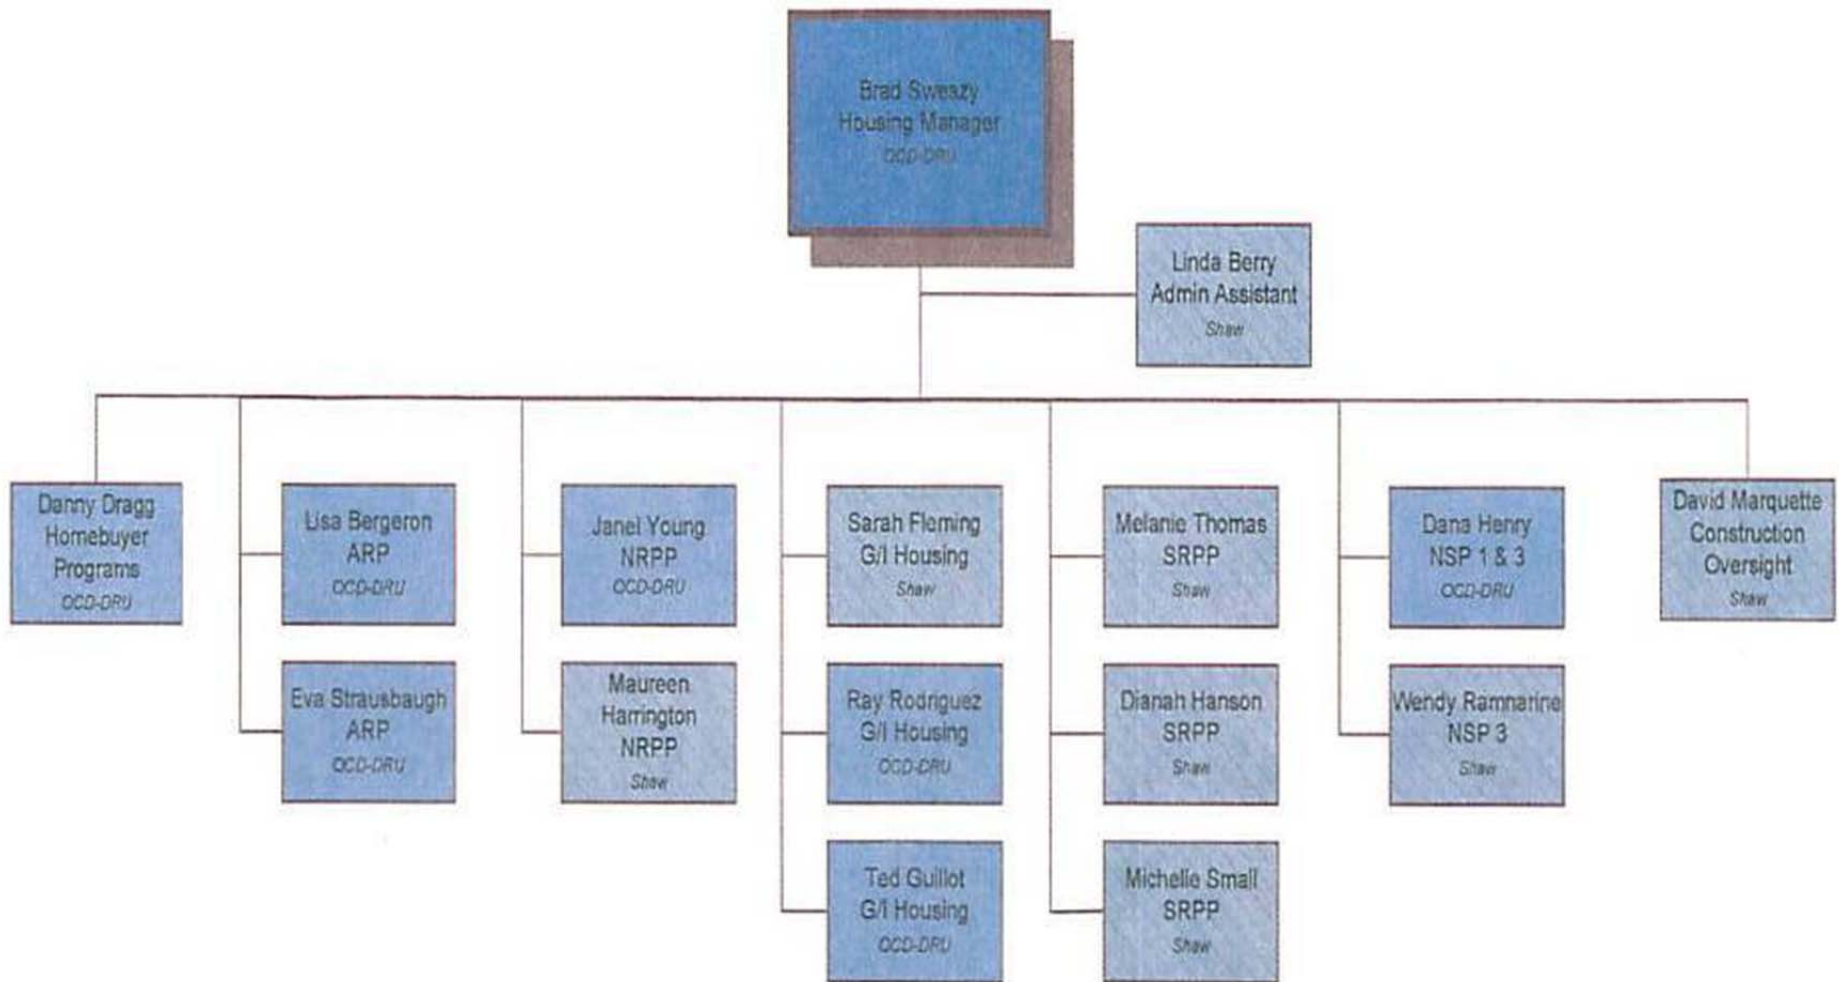 Brad Sweazy
Housing Manager
OCD-DRU
Linda Berry
Admin Assistant
Shaw
Danny Dragg
Homebuyer
Programs
OCD-DRU
Lisa Bergeron
ARP
OCD-DRU
Eva Strausbaugh
ARP
OCD-DRU
Janel Young
NRPP
OCD-DRU
Maureen
Harrington
NRPP
Shaw
Sarah Fleming
G/I Housing
Shaw
Ray Rodriguez
G/I Housing
OCD-DRU
Ted Guillot
G/I Housing
OCD-DRU
Melanie Thomas
SRPP
Shaw
Dianah Hanson
SRPP
Shaw
Michelle Small
SRPP
Shaw
Dana Henry
NSP 1 & 3
OCD-DRU
Wendy Ramnarine
NSP 3
Shaw
David Marquette
Construction
Oversight
Shaw